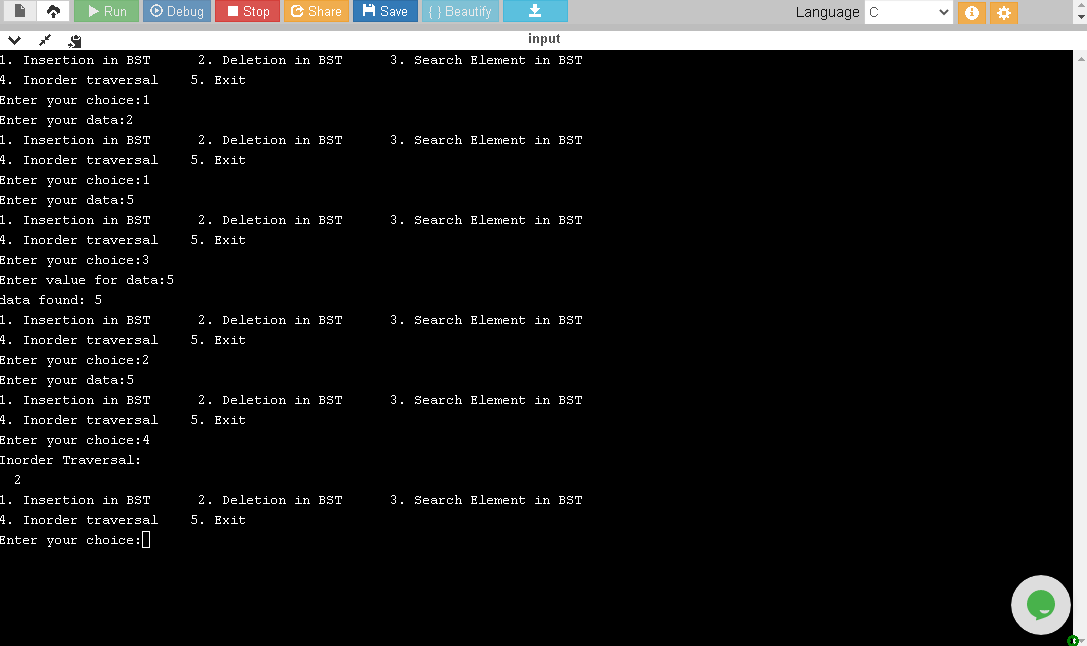 Run Debug Stop Share Save { } Beautify Language C
input
1. Insertion in BST 2. Deletion in BST 3. Search Element in BST
4. Inorder traversal 5. Exit
Enter your choice:1
Enter your data:2
1. Insertion in BST 2. Deletion in BST 3. Search Element in BST
4. Inorder traversal 5. Exit
Enter your choice:1
Enter your data:5
1. Insertion in BST 2. Deletion in BST 3. Search Element in BST
4. Inorder traversal 5. Exit
Enter your choice:3
Enter value for data:5
data found: 5
1. Insertion in BST 2. Deletion in BST 3. Search Element in BST
4. Inorder traversal 5. Exit
Enter your choice:2
Enter your data:5
1. Insertion in BST 2. Deletion in BST 3. Search Element in BST
4. Inorder traversal 5. Exit
Enter your choice:4
Inorder Traversal:
2
1. Insertion in BST 2. Deletion in BST 3. Search Element in BST
4. Inorder traversal 5. Exit
Enter your choice: